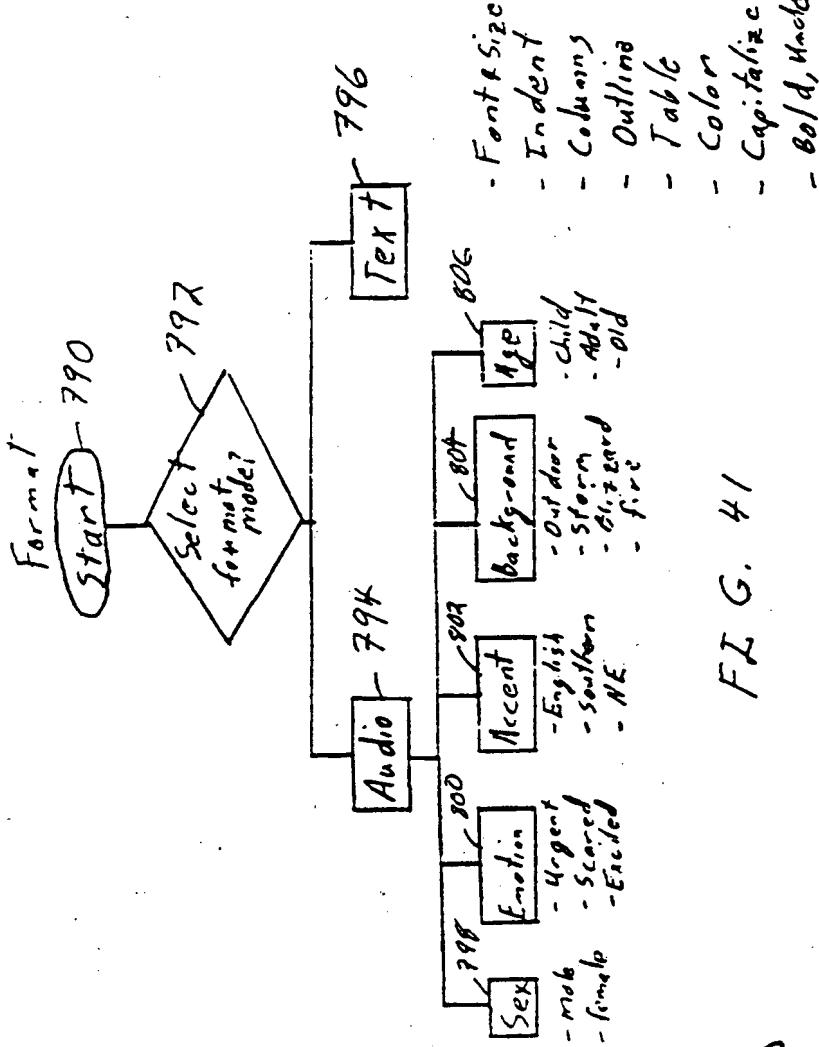 Format
Start 790
Select format mode? 792
Audio 794
Text 796
Sex 798
- male
- female
Emotion 800
- Urgent
- Scared
- Excited
Accent 802
- English
- Southern
- NE
Background 804
- Outdoor
- Storm
- Blizzard
- fire
Age 806
- Child
- Adult
- Old
- Font & Size
- Indent
- Columns
- Outline
- Table
- Color
- Capitalize
- Bold,
FIG. 41